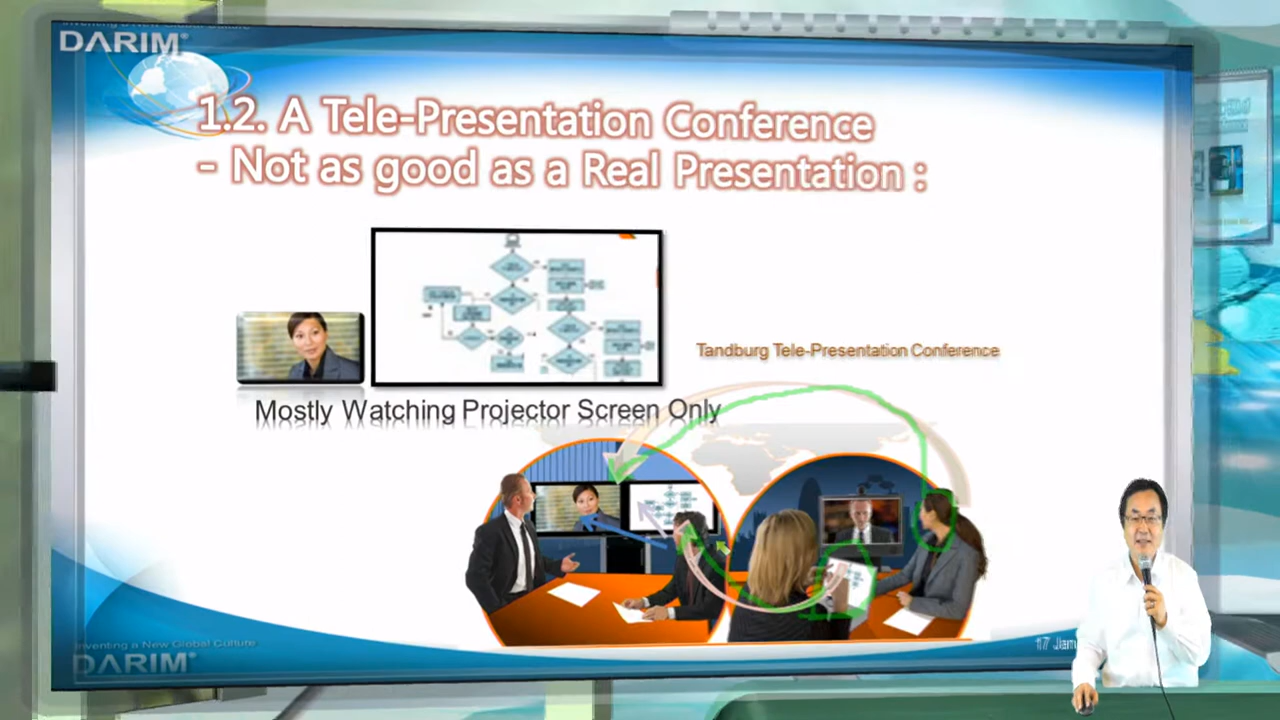 DARIM®
1.2. A Tele-Presentation Conference
- Not as good as a Real Presentation :
Tandburg Tele-Presentation Conference
Mostly Watching Projector Screen Only
Inventing a New Global Culture
DARIM®
17